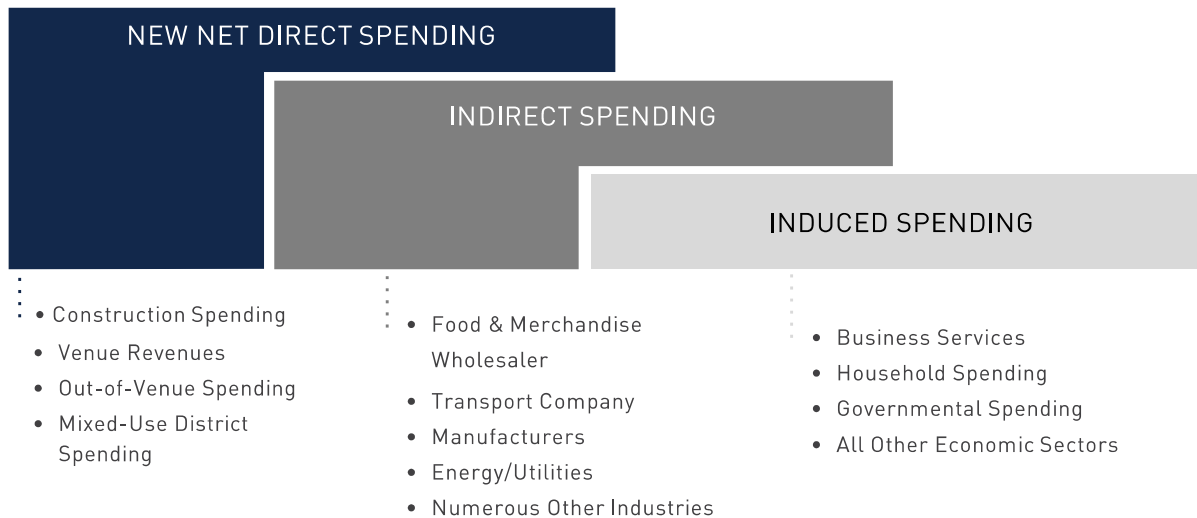 NEW NET DIRECT SPENDING
INDIRECT SPENDING
INDUCED SPENDING
• Construction Spending
• Venue Revenues
• Out-of-Venue Spending
• Mixed-Use District
Spending
• Food & Merchandise
Wholesaler
• Transport Company
• Manufacturers
• Energy/Utilities
• Numerous Other Industries
• Business Services
• Household Spending
• Governmental Spending
• All Other Economic Sectors